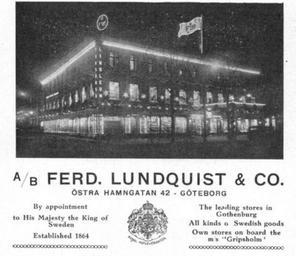 A/B FERD. LUNDQUIST & CO.
ÖSTRA HAMNGATAN 42 - GÖTEBORG
By appointment
to His Majesty the King of
Sweden
Established 1864
The leading stores in
Gothenburg
All kinds of Swedish goods
Own stores on board the
m/s "Gripsholm"